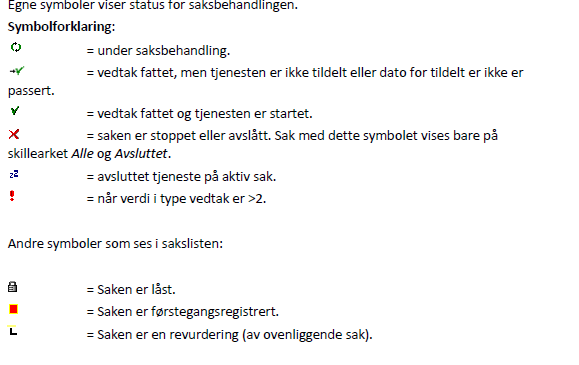 Egne symboler viser status for saksbehandlingen.
Symbolforklaring:
= under saksbehandling.
= vedtak fattet, men tjenesten er ikke tildelt eller dato for tildelt er ikke er
passert.
= vedtak fattet og tjenesten er startet.
= saken er stoppet eller avslått. Sak med dette symbolet vises bare på
skillearket Alle og Avsluttet.
= avsluttet tjeneste på aktiv sak.
= når verdi i type vedtak er >2.
Andre symboler som ses i sakslisten:
= Saken er låst.
= Saken er førstegangsregistrert.
= Saken er en revurdering (av ovenliggende sak).